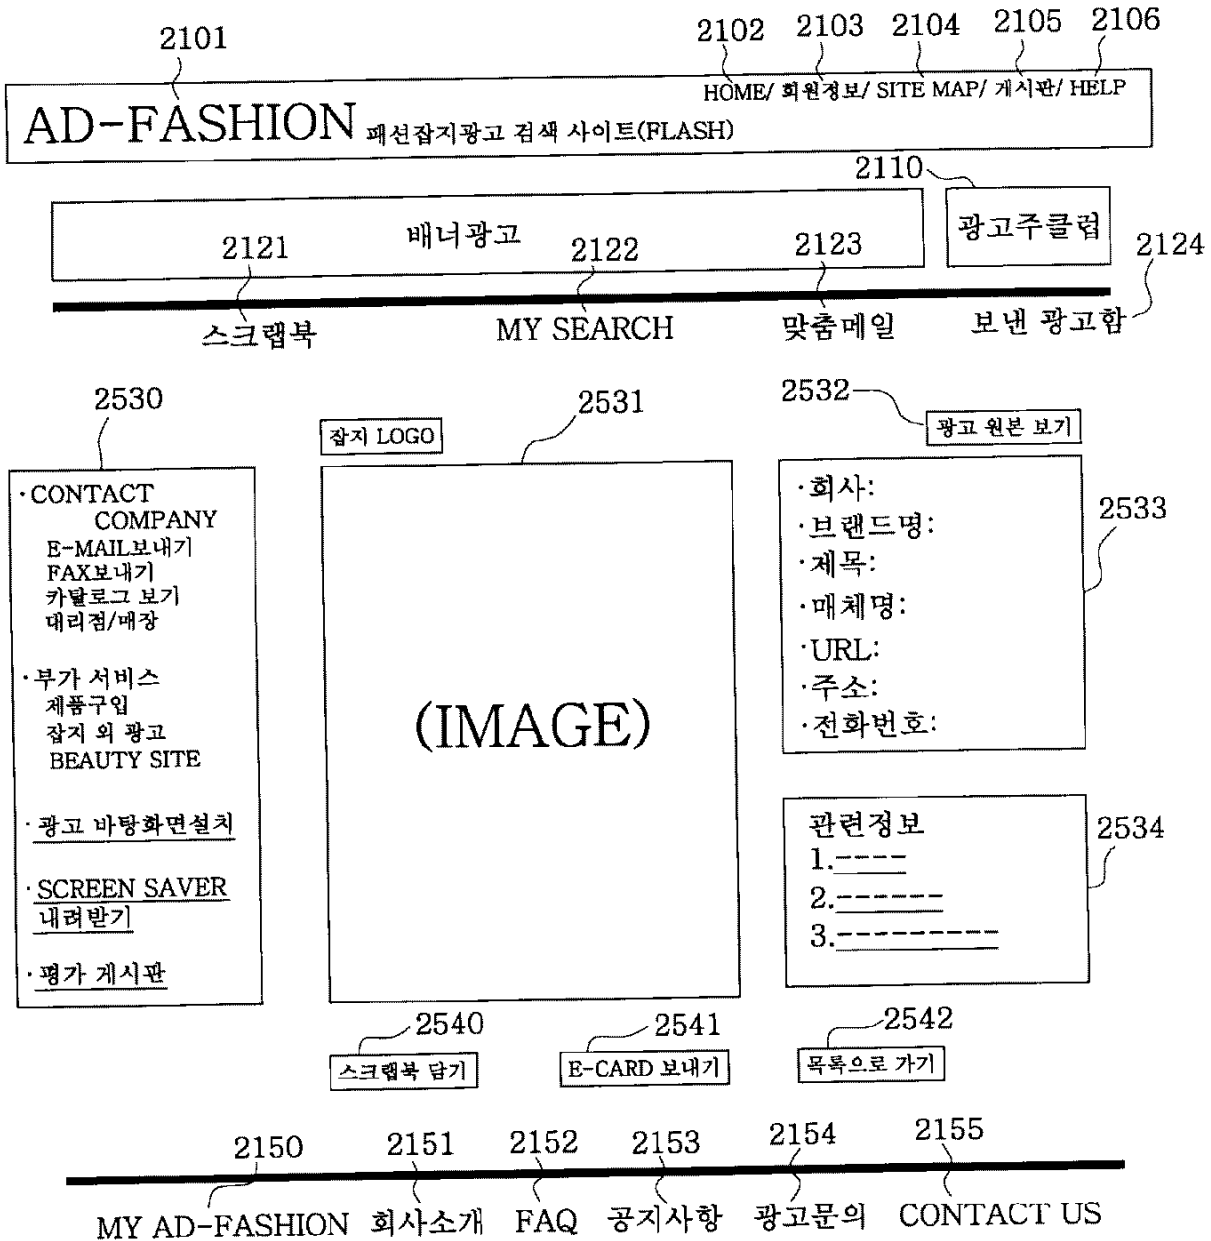 2101
2102 2103 2104 2105 2106
HOME/ 회원정보/ SITE MAP/ 게시판/ HELP
AD-FASHION 패션잡지광고 검색 사이트(FLASH)
2110
배너광고
광고주클럽
2121 2122 2123 2124
스크랩북 MY SEARCH 맞춤메일 보낸 광고함
2530
·CONTACT
COMPANY
E-MAIL보내기
FAX보내기
카탈로그 보기
대리점/매장
·부가 서비스
제품구입
잡지 외 광고
BEAUTY SITE
·광고 바탕화면설치
·SCREEN SAVER
내려받기
·평가 게시판
잡지 LOGO
2531
(IMAGE)
2532
광고 원본 보기
·회사:
·브랜드명:
·제목:
·매체명:
·URL:
·주소:
·전화번호:
2533
관련정보
1.----
2.------
3.---------
2534
2540 2541 2542
스크랩북 담기 E-CARD 보내기 목록으로 가기
2150 2151 2152 2153 2154 2155
MY AD-FASHION 회사소개 FAQ 공지사항 광고문의 CONTACT US